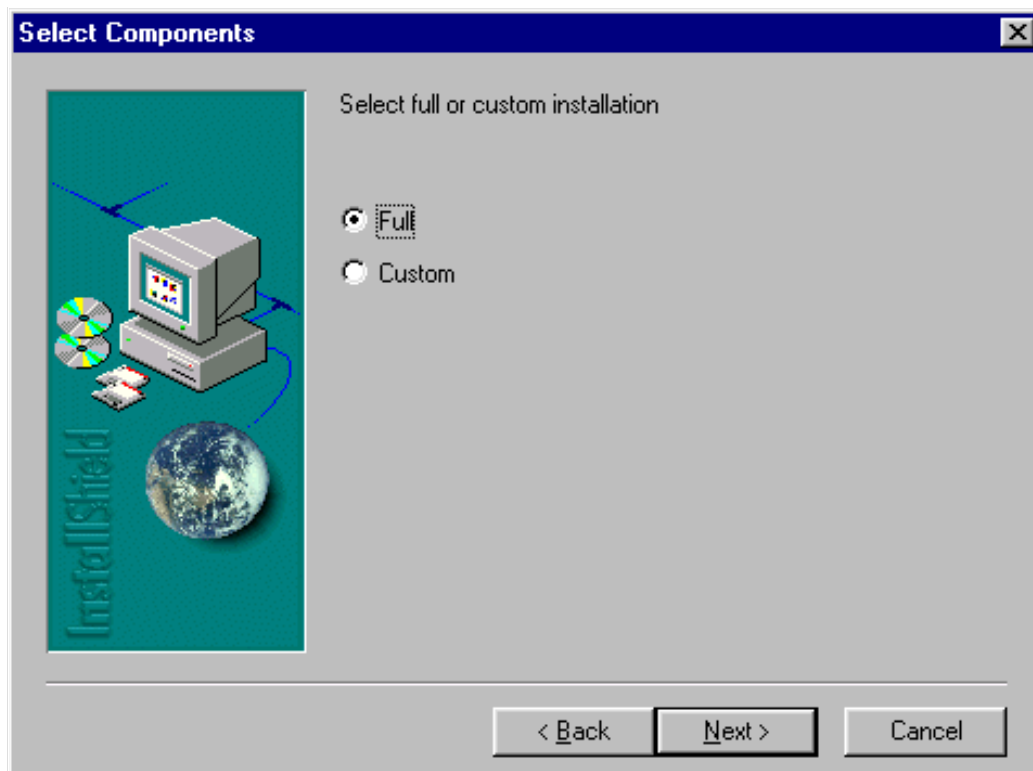 Select Components
Select full or custom installation
Full
Custom
InstallShield
< Back
Next >
Cancel